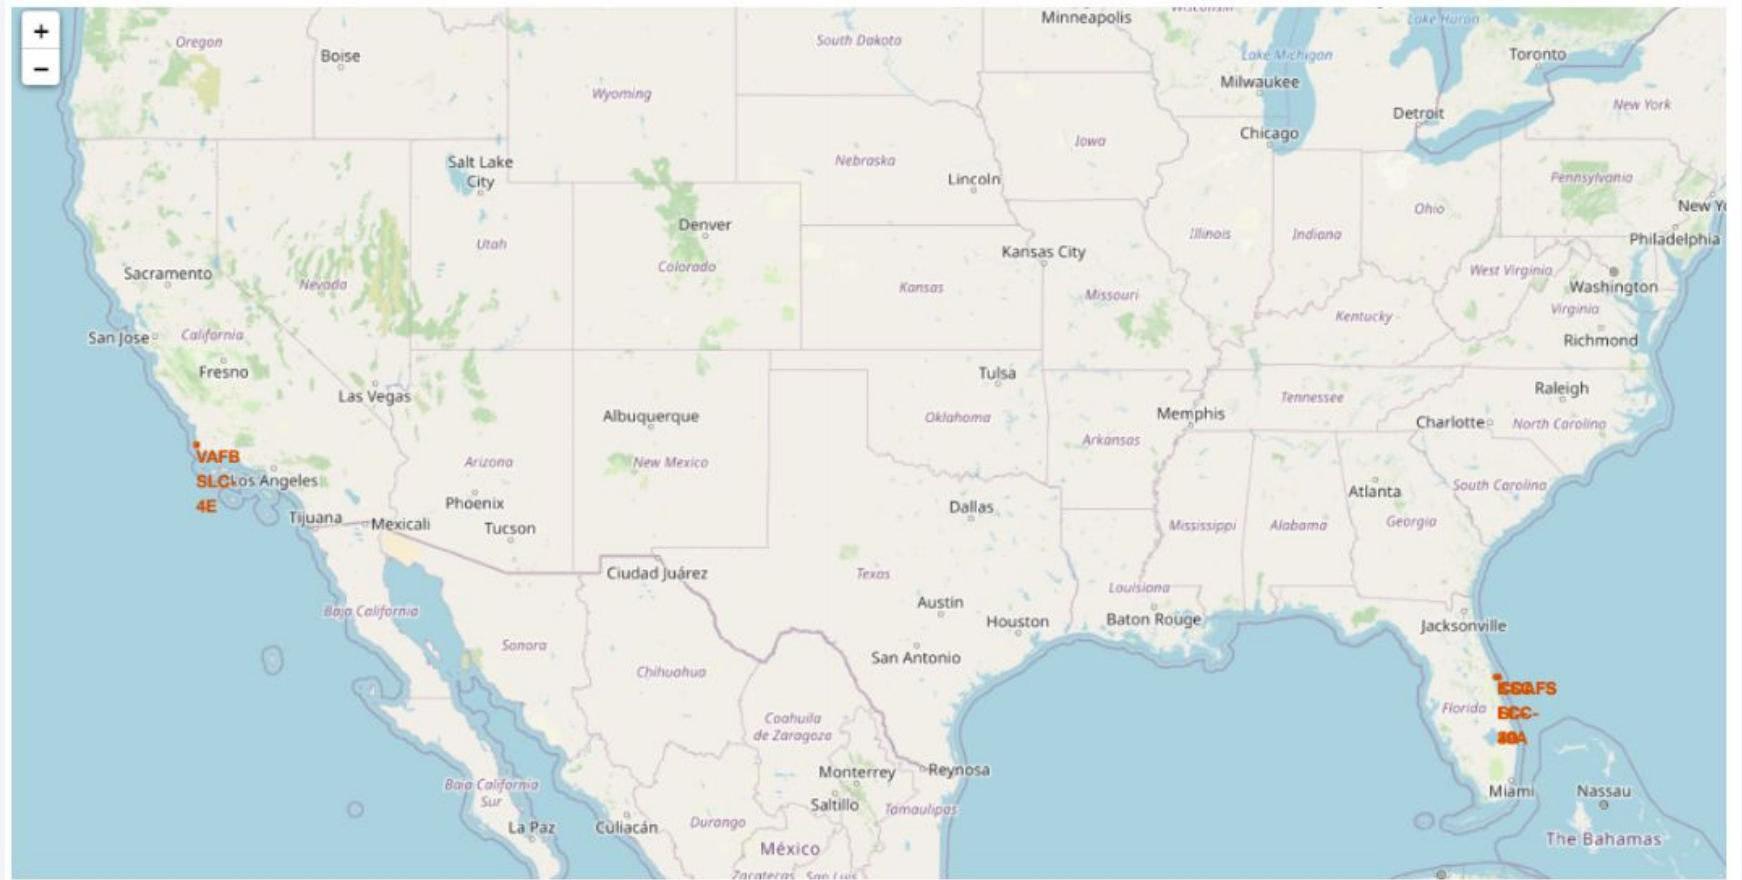 +
−
Minneapolis
Wisconsin
Lake Huron
Oregon
Boise
South Dakota
Lake Michigan
Toronto
Milwaukee
Wyoming
New York
Detroit
Chicago
Iowa
Salt Lake
City
Nebraska
Lincoln
Pennsylvania
New Y
Denver
Ohio
Utah
Illinois
Indiana
Philadelphia
Kansas City
Colorado
Sacramento
West Virginia
Nevada
Kansas
Missouri
Washington
Virginia
Kentucky
San Jose
California
Richmond
Fresno
Tulsa
Las Vegas
Raleigh
Tennessee
Albuquerque
Oklahoma
Memphis
Charlotte
North Carolina
Arkansas
VAFB
SLC-
4E
Los Angeles
Arizona
New Mexico
Atlanta
South Carolina
Phoenix
Dallas
Tijuana
Mexicali
Tucson
Mississippi
Alabama
Georgia
Ciudad Juárez
Texas
Louisiana
Baja California
Austin
Houston
Baton Rouge
Jacksonville
Sonora
San Antonio
Chihuahua
Florida
Coahuila
de Zaragoza
Monterrey
Reynosa
Baja California
Sur
Saltillo
Tamaulipas
Miami
Nassau
La Paz
Culiacán
Durango
México
The Bahamas
Zacatecas
San Luis